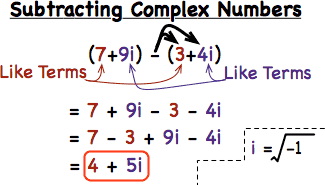 Subtracting Complex Numbers
(7+9i) - (3+4i)
Like Terms Like Terms
= 7 + 9i - 3 - 4i
= 7 - 3 + 9i - 4i
= 4 + 5i
i = √-1